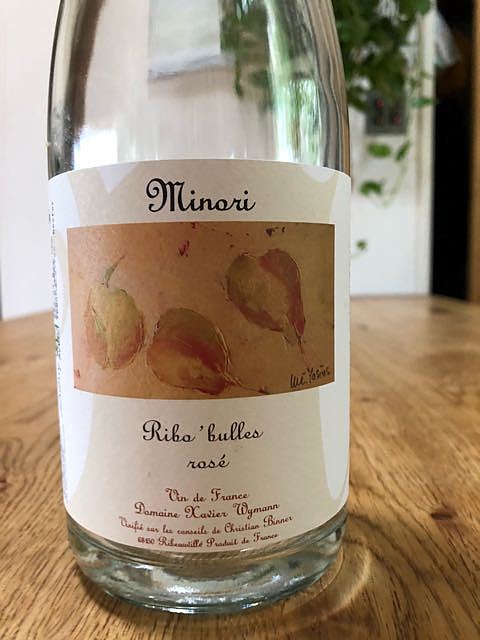 Minori
Ribo'bulles
rosé
Vin de France
Domaine Xavier Wymann
Vinifié sur les conseils de Christian Binner
68150 Ribeauvillé Produit de France